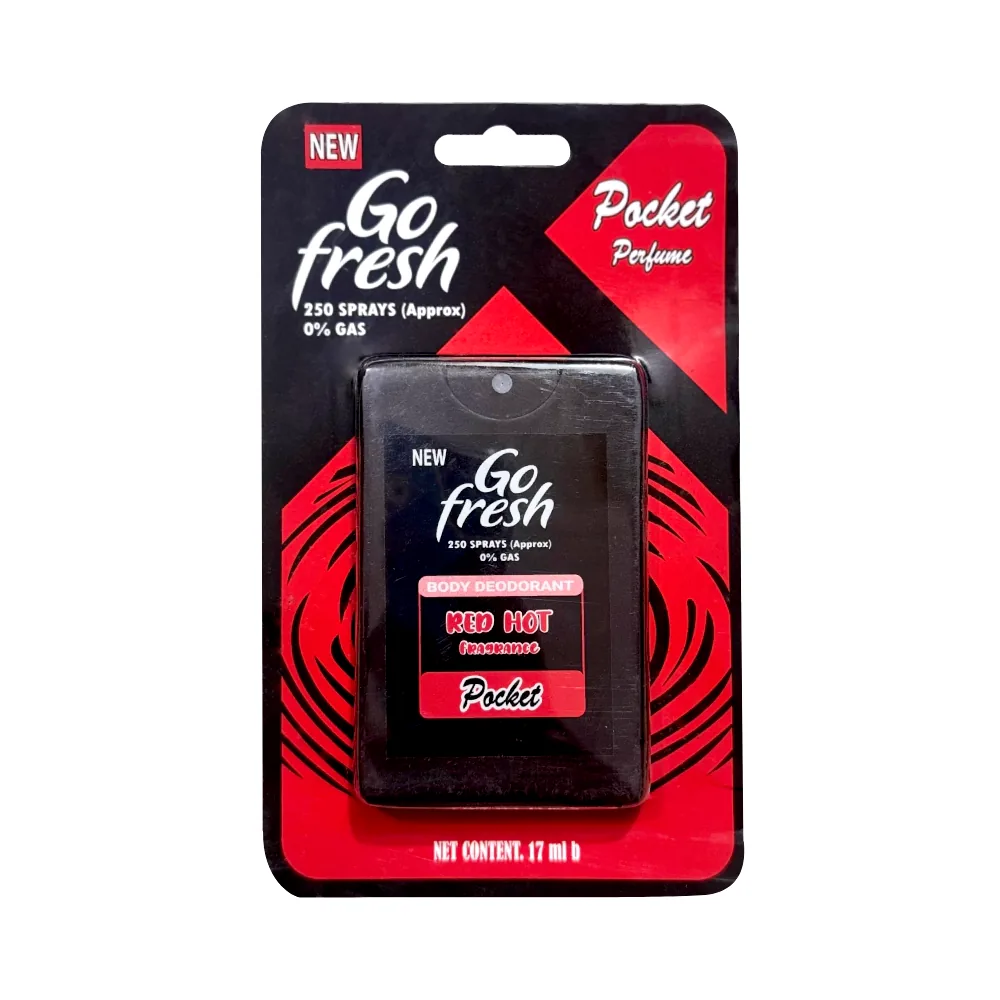 NEW
Go
fresh
250 SPRAYS (Approx)
0% GAS
Pocket
Perfume
NEW
Go
fresh
250 SPRAYS (Approx)
0% GAS
BODY DEODORANT
RED HOT
FRAGRANCE
Pocket
NET CONTENT. 17 ml b